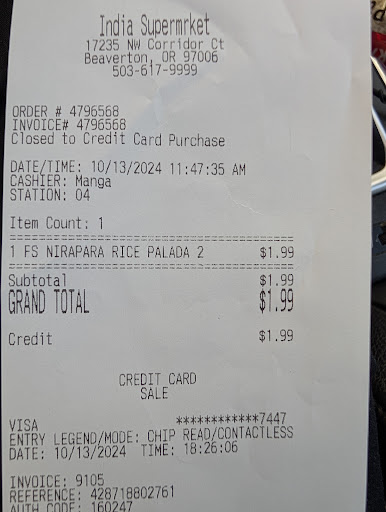 India Supermrket
17235 NW Corridor Ct
Beaverton, OR 97006
503-617-9999
ORDER # 4796568
INVOICE# 4796568
Closed to Credit Card Purchase
DATE/TIME: 10/13/2024 11:47:35 AM
CASHIER: Manga
STATION: 04
Item Count: 1
1 FS NIRAPARA RICE PALADA 2 $1.99
Subtotal $1.99
GRAND TOTAL $1.99
Credit $1.99
CREDIT CARD
SALE
VISA ************7447
ENTRY LEGEND/MODE: CHIP READ/CONTACTLESS
DATE: 10/13/2024 TIME: 18:26:06
INVOICE: 9105
REFERENCE: 428718802761
AUTH CODE: 160247